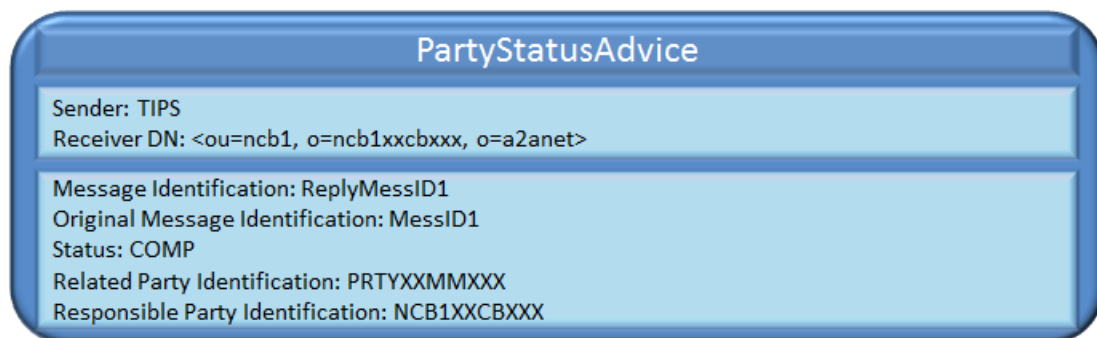 PartyStatusAdvice
Sender: TIPS
Receiver DN: <ou=ncb1, o=ncb1xxcbxxx, o=a2anet>
Message Identification: ReplyMessID1
Original Message Identification: MessID1
Status: COMP
Related Party Identification: PRTYXXMMXXX
Responsible Party Identification: NCB1XXCBXXX